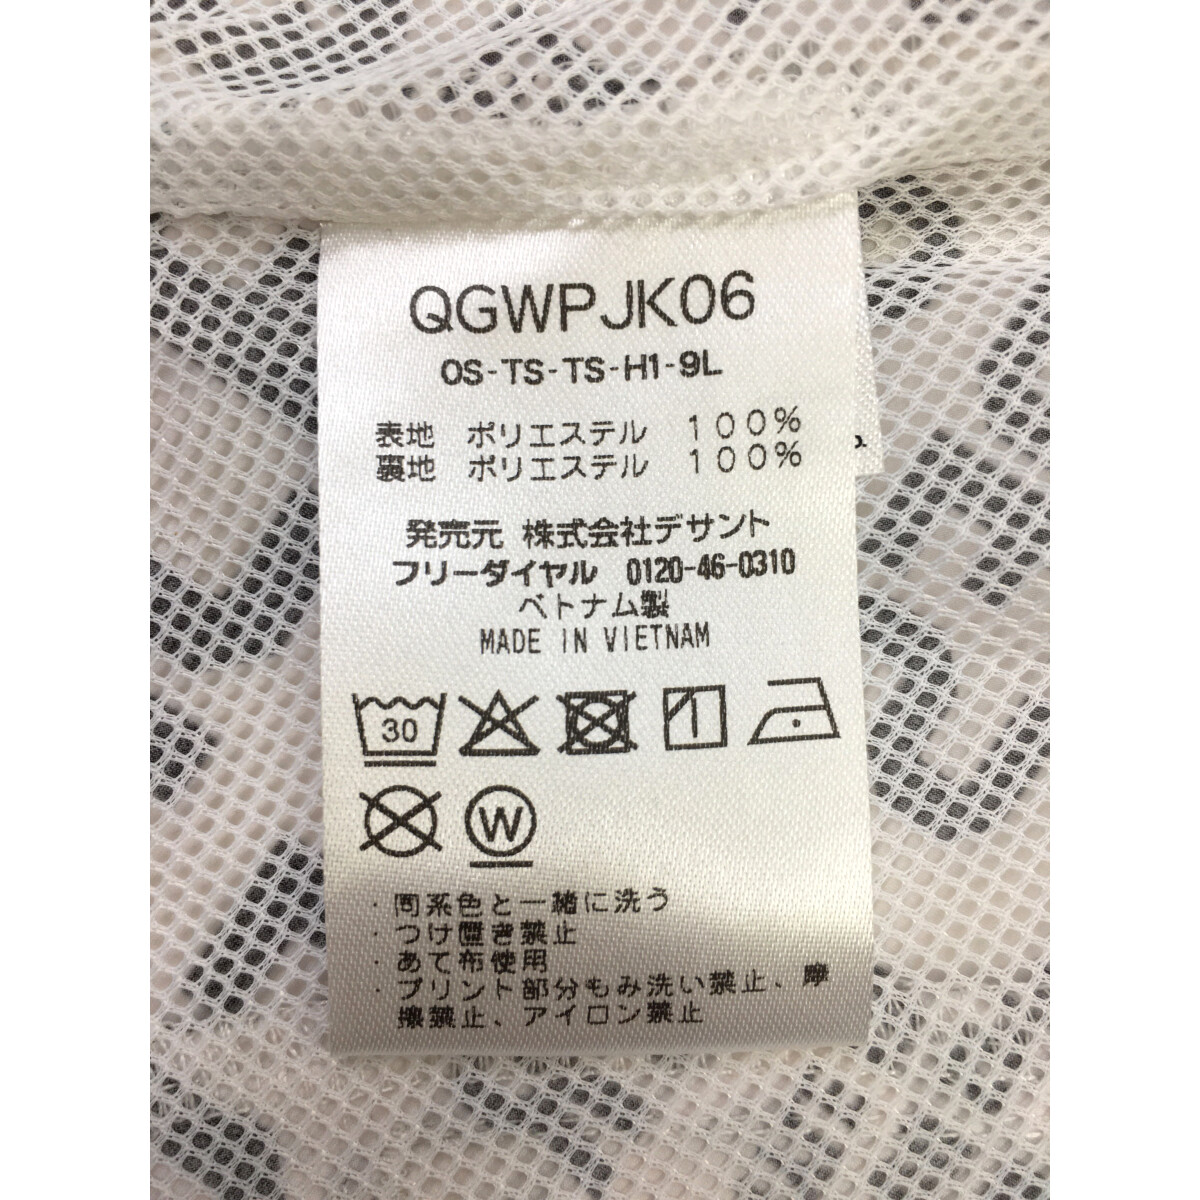 QGWPJK06
OS-TS-TS-H1-9L
表地 ポリエステル 100%
裏地 ポリエステル 100%
発売元 株式会社デサント
フリーダイヤル 0120-46-0310
ベトナム製
MADE IN VIETNAM
30
W
・同系色と一緒に洗う
・つけ置き禁止
・あて布使用
・プリント部分もみ洗い禁止、摩
擦禁止、アイロン禁止